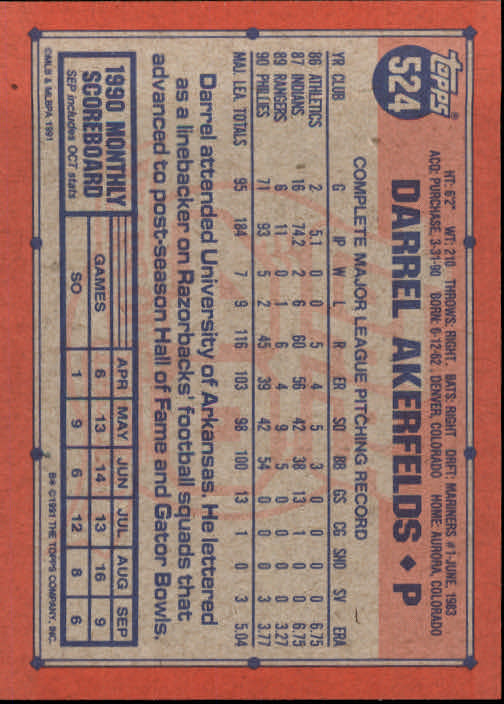 topps®
524
HT: 6'2" WT: 210 THROWS: RIGHT BATS: RIGHT DRFT: MARINERS #1-JUNE, 1983
ACQ: PURCHASE, 3-31-90 BORN: 6-12-62, DENVER, COLORADO HOME: AURORA, COLORADO
DARREL AKERFELDS ◆ P
COMPLETE MAJOR LEAGUE PITCHING RECORD
YR CLUB G IP W L R ER SO BB GS CG SHO SV ERA
86 ATHLETICS 2 5.1 0 0 5 4 5 3 0 0 0 0 6.75
87 INDIANS 16 74.2 2 6 60 56 42 38 13 1 0 0 6.75
89 RANGERS 6 11 0 1 6 4 9 5 0 0 0 0 3.27
90 PHILLIES 71 93 5 2 45 39 42 54 0 0 0 3 3.77
MAJ. LEA. TOTALS 95 184 7 9 116 103 98 100 13 1 0 3 5.04
Darrel attended University of Arkansas. He lettered
as a linebacker on Razorbacks' football squads that
advanced to post-season Hall of Fame and Gator Bowls.
1990 MONTHLY
SCOREBOARD
SEP includes OCT stats
APR MAY JUN JUL AUG SEP
GAMES 6 13 14 13 16 9
SO 1 9 6 12 8 6
©MLB & MLBPA 1991
B* ©1991 THE TOPPS COMPANY, INC.